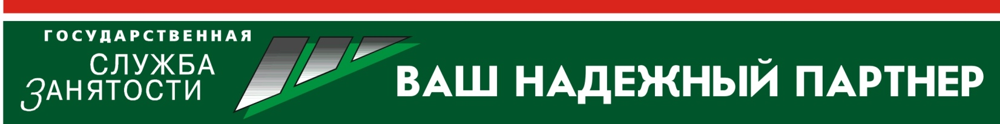 ГОСУДАРСТВЕННАЯ
СЛУЖБА
ЗАНЯТОСТИ
ВАШ НАДЕЖНЫЙ ПАРТНЕР